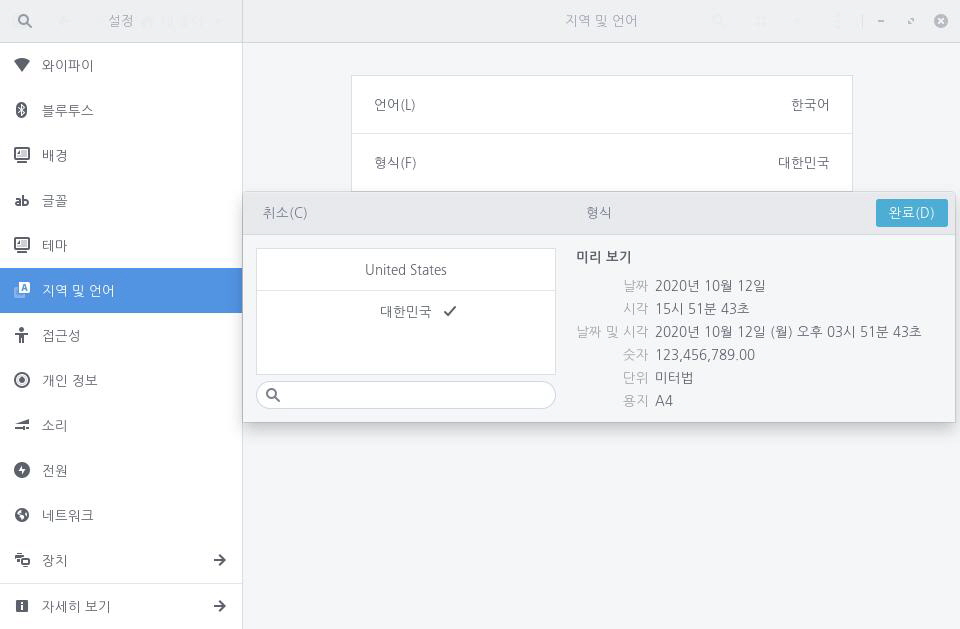 설정
지역 및 언어
와이파이
블루투스
배경
글꼴
테마
지역 및 언어
접근성
개인 정보
소리
전원
네트워크
장치
자세히 보기
언어(L) 한국어
형식(F) 대한민국
취소(C) 형식 완료(D)
United States
대한민국
미리 보기
날짜 2020년 10월 12일
시각 15시 51분 43초
날짜 및 시각 2020년 10월 12일 (월) 오후 03시 51분 43초
숫자 123,456,789.00
단위 미터법
용지 A4